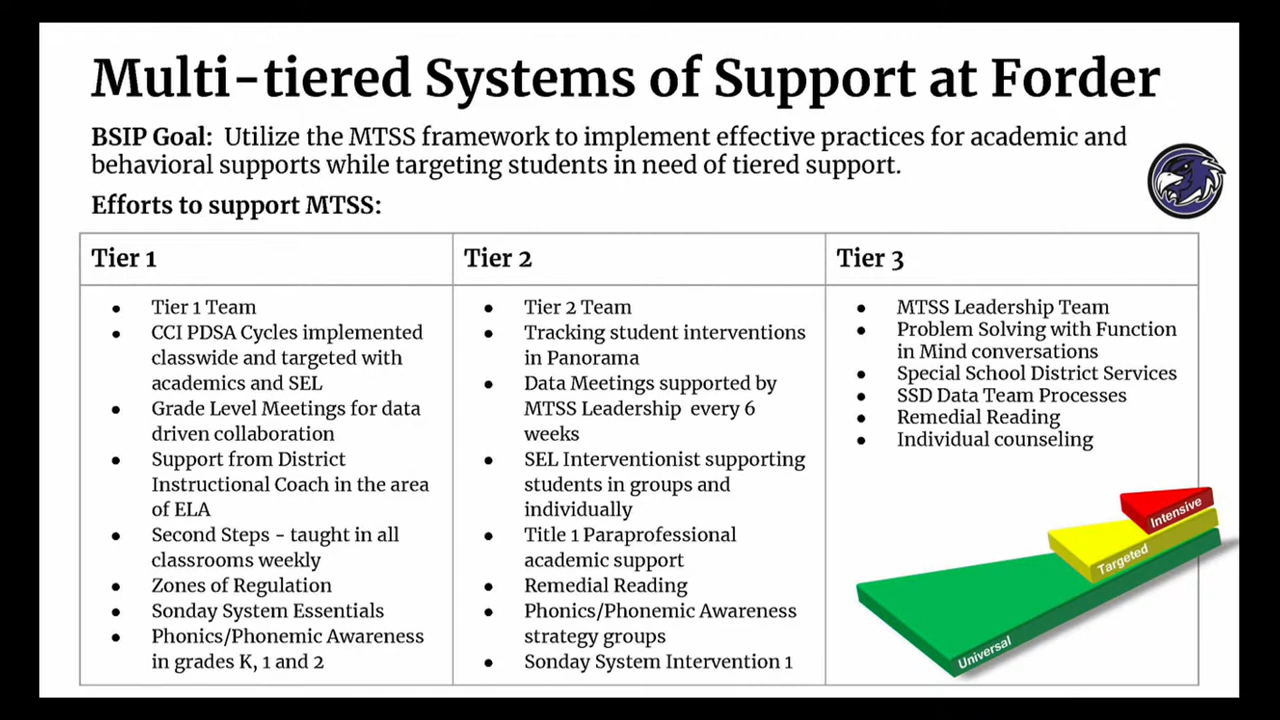 Multi-tiered Systems of Support at Forder
BSIP Goal: Utilize the MTSS framework to implement effective practices for academic and
behavioral supports while targeting students in need of tiered support.
Efforts to support MTSS:
Tier 1
• Tier 1 Team
• CCI PDSA Cycles implemented
classwide and targeted with
academics and SEL
• Grade Level Meetings for data
driven collaboration
• Support from District
Instructional Coach in the area
of ELA
• Second Steps - taught in all
classrooms weekly
• Zones of Regulation
• Sonday System Essentials
• Phonics/Phonemic Awareness
in grades K, 1 and 2
Tier 2
• Tier 2 Team
• Tracking student interventions
in Panorama
• Data Meetings supported by
MTSS Leadership every 6
weeks
• SEL Interventionist supporting
students in groups and
individually
• Title 1 Paraprofessional
academic support
• Remedial Reading
• Phonics/Phonemic Awareness
strategy groups
• Sonday System Intervention 1
Tier 3
• MTSS Leadership Team
• Problem Solving with Function
in Mind conversations
• Special School District Services
• SSD Data Team Processes
• Remedial Reading
• Individual counseling
Intensive
Targeted
Universal